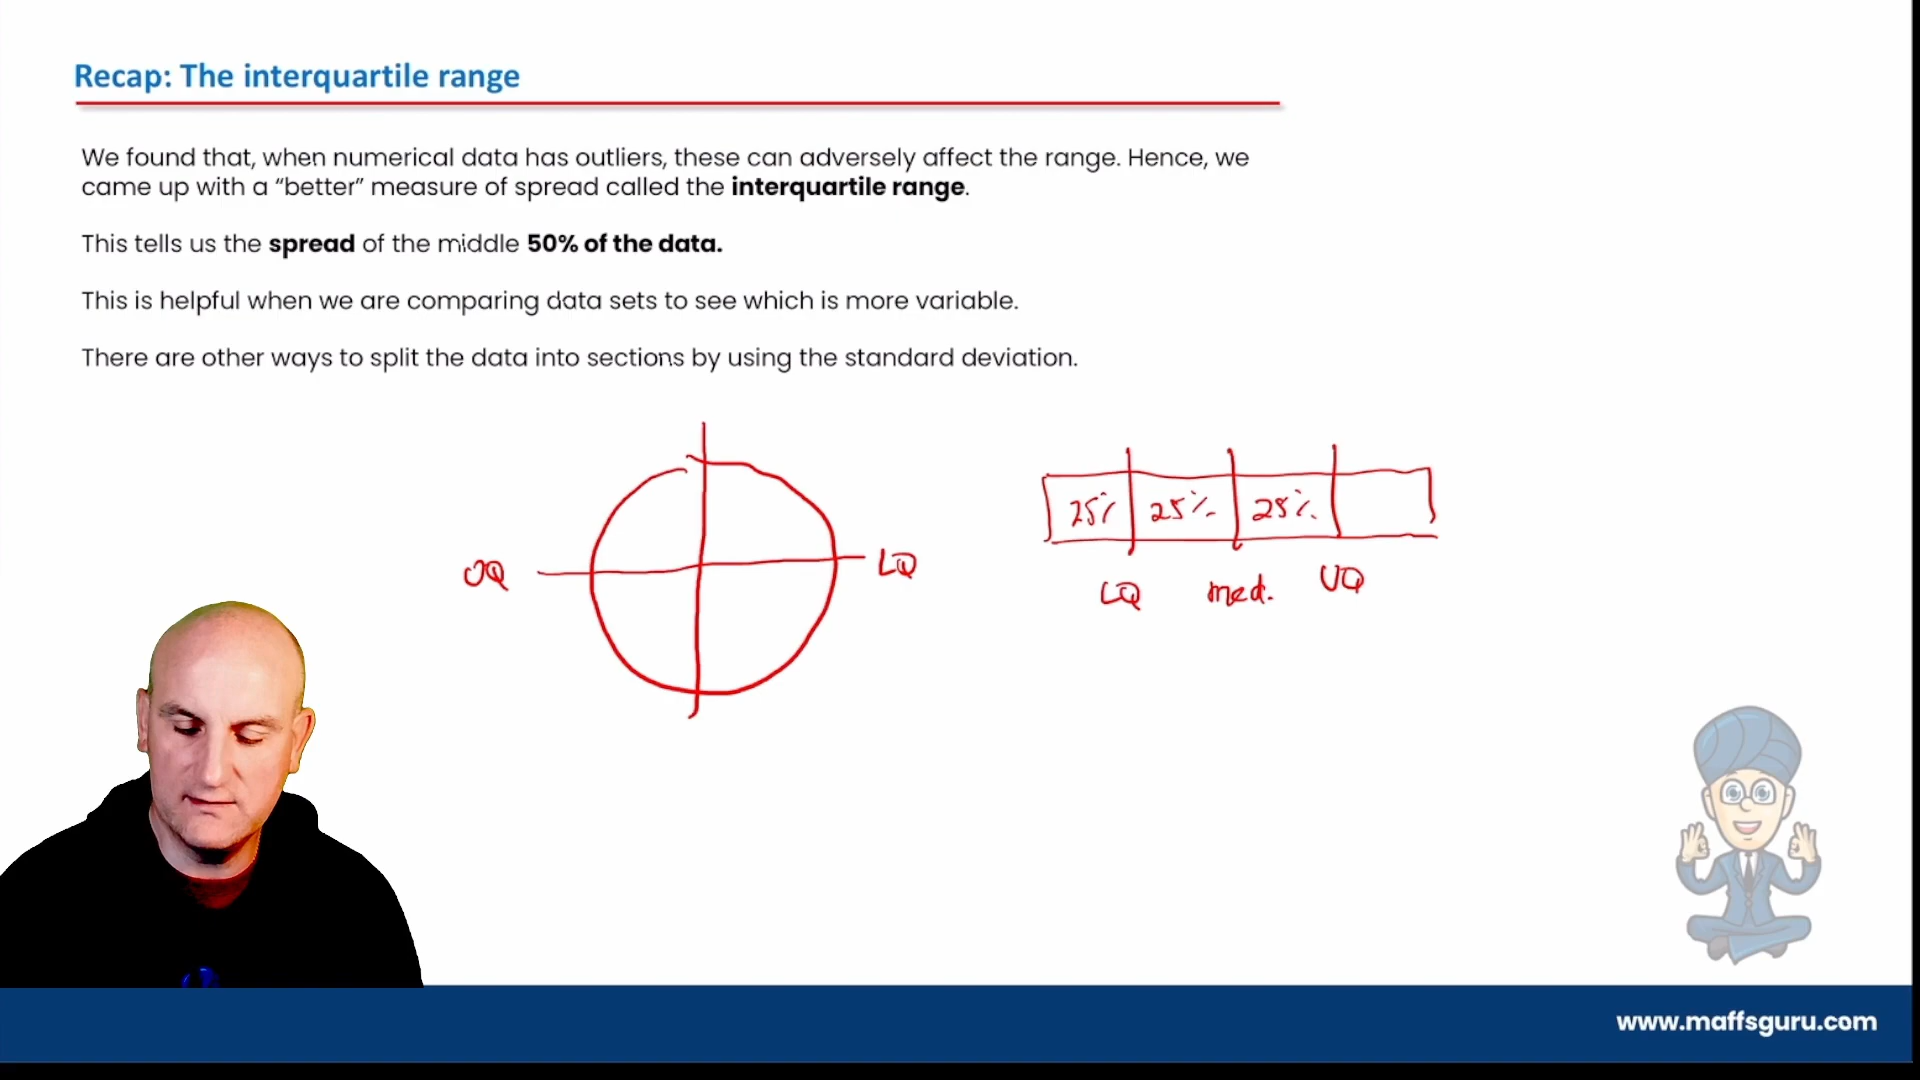 Recap: The interquartile range
We found that, when numerical data has outliers, these can adversely affect the range. Hence, we
came up with a “better” measure of spread called the interquartile range.
This tells us the spread of the middle 50% of the data.
This is helpful when we are comparing data sets to see which is more variable.
There are other ways to split the data into sections by using the standard deviation.
25% 25% 25%
UQ LQ
LQ med. UQ
www.maffsguru.com